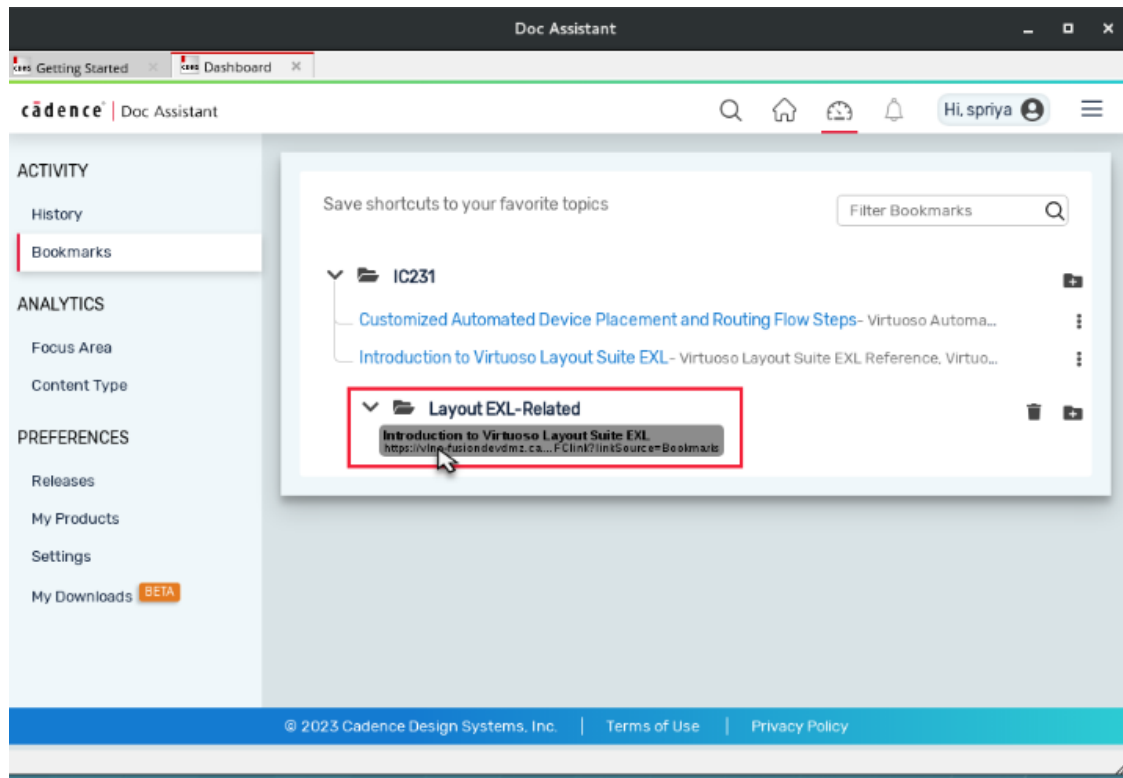 Doc Assistant
Getting Started
Dashboard
cādence | Doc Assistant
Hi, spriya
ACTIVITY
History
Bookmarks
ANALYTICS
Focus Area
Content Type
PREFERENCES
Releases
My Products
Settings
My Downloads BETA
Save shortcuts to your favorite topics
Filter Bookmarks
IC231
Customized Automated Device Placement and Routing Flow Steps- Virtuoso Automa...
Introduction to Virtuoso Layout Suite EXL- Virtuoso Layout Suite EXL Reference, Virtuo...
Layout EXL-Related
Introduction to Virtuoso Layout Suite EXL
FClink?linkSource=Bookmarks
© 2023 Cadence Design Systems, Inc. | Terms of Use | Privacy Policy